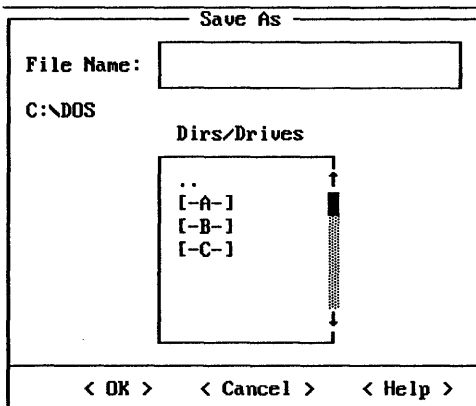 Save As
File Name:
C:\DOS
Dirs/Drives
..
[-A-]
[-B-]
[-C-]
< OK > < Cancel > < Help >